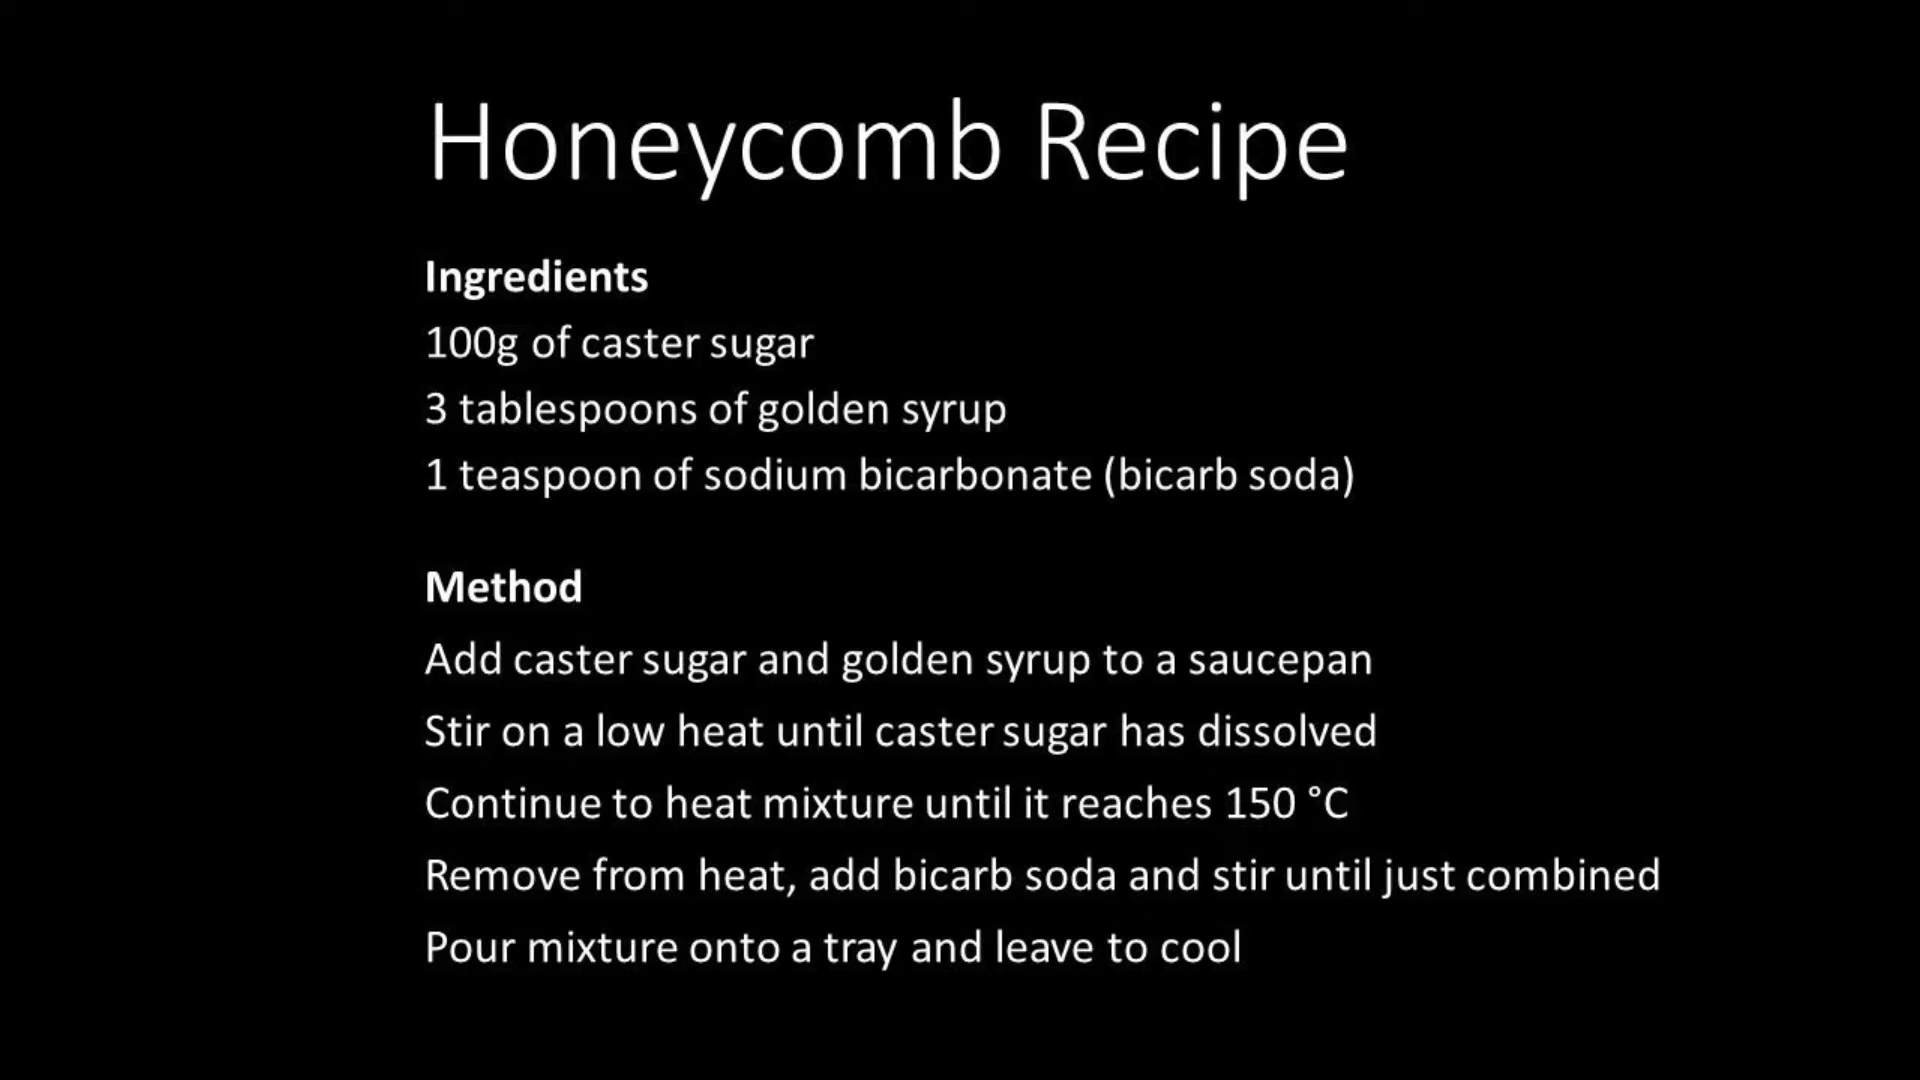 Honeycomb Recipe
Ingredients
100g of caster sugar
3 tablespoons of golden syrup
1 teaspoon of sodium bicarbonate (bicarb soda)
Method
Add caster sugar and golden syrup to a saucepan
Stir on a low heat until caster sugar has dissolved
Continue to heat mixture until it reaches 150 °C
Remove from heat, add bicarb soda and stir until just combined
Pour mixture onto a tray and leave to cool